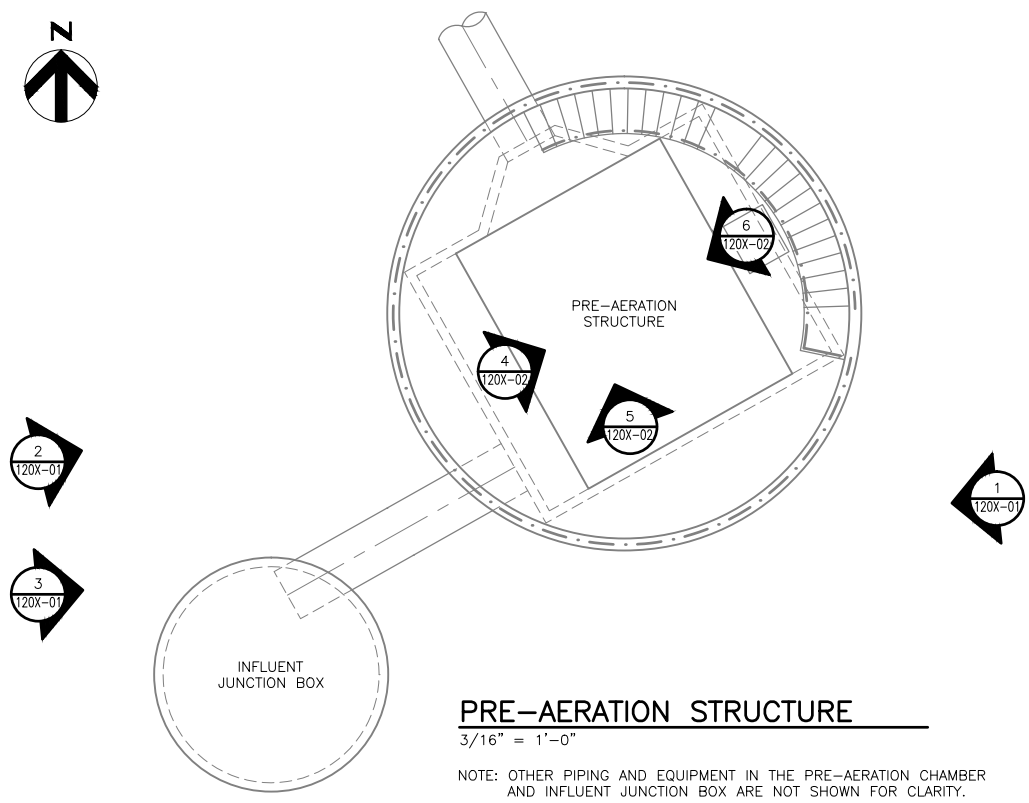 N
6
120X-02
PRE-AERATION
STRUCTURE
4
120X-02
5
120X-02
2
120X-01
1
120X-01
3
120X-01
INFLUENT
JUNCTION BOX
PRE-AERATION STRUCTURE
3/16" = 1'-0"
NOTE: OTHER PIPING AND EQUIPMENT IN THE PRE-AERATION CHAMBER
AND INFLUENT JUNCTION BOX ARE NOT SHOWN FOR CLARITY.